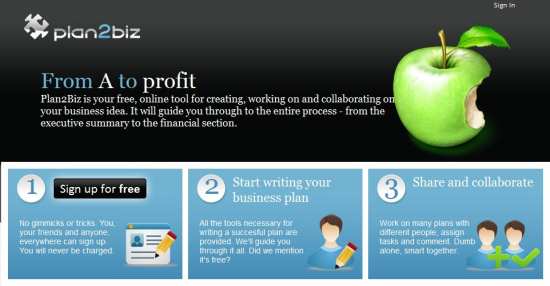 Sign In
plan2biz
From A to profit
Plan2Biz is your free, online tool for creating, working on and collaborating on
your business idea. It will guide you through to the entire process - from the
executive summary to the financial section.
1
Sign up for free
No gimmicks or tricks. You,
your friends and anyone,
everywhere can sign up.
You will never be charged.
2
Start writing your
business plan
All the tools necessary for
writing a succesful plan are
provided. We'll guide you
through it all. Did we mention
it's free?
3
Share and collaborate
Work on many plans with
different people, assign
tasks and comment. Dumb
alone, smart together.